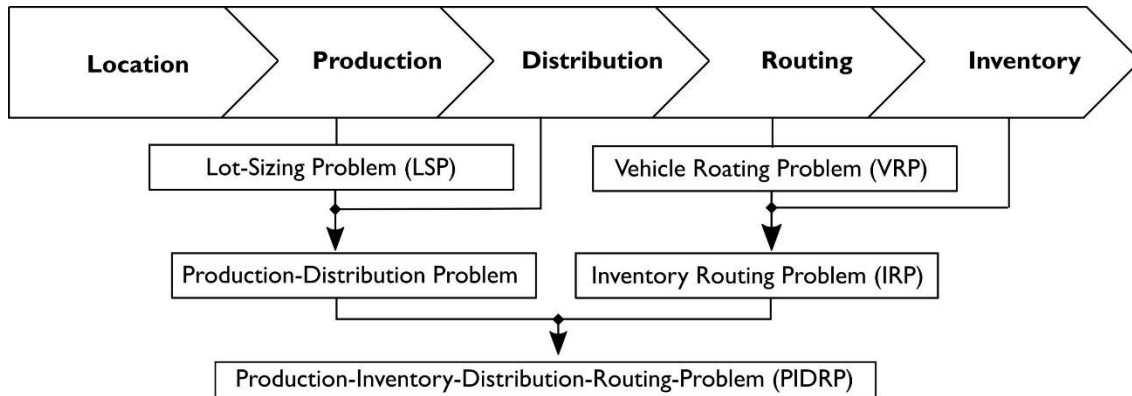 Location Production Distribution Routing Inventory
Lot-Sizing Problem (LSP) Vehicle Roating Problem (VRP)
Production-Distribution Problem Inventory Routing Problem (IRP)
Production-Inventory-Distribution-Routing-Problem (PIDRP)